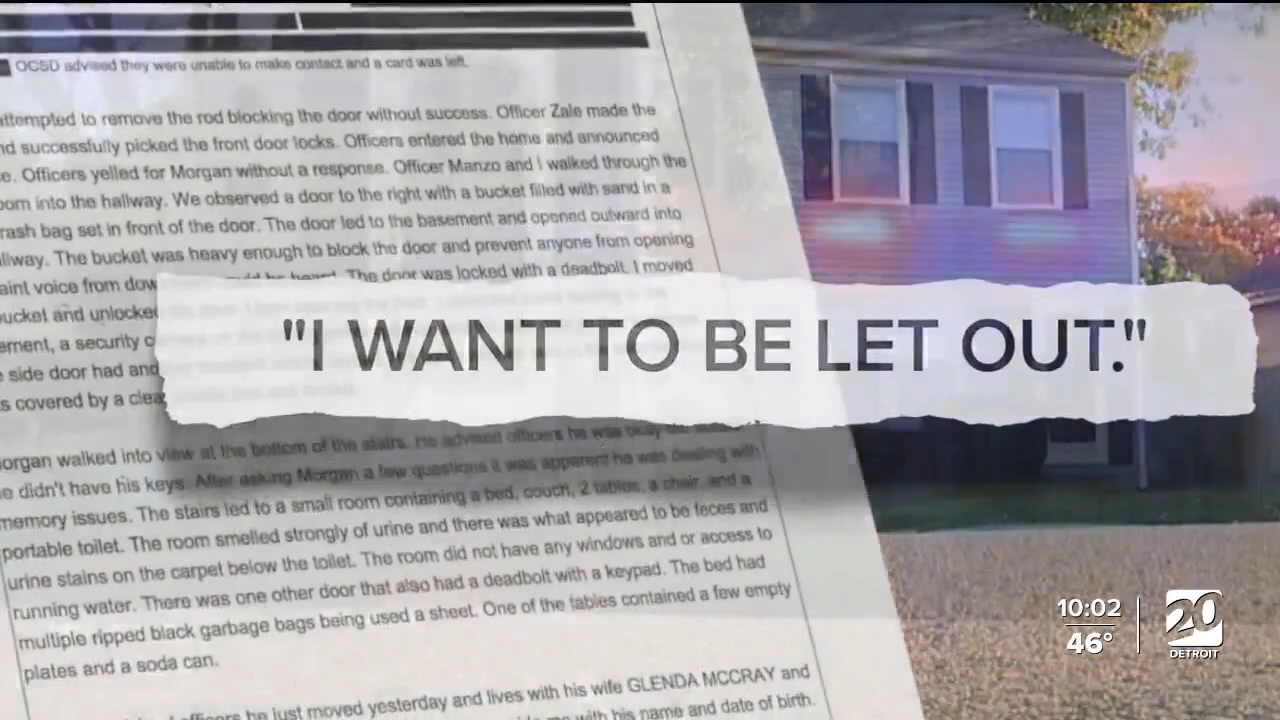 OCSD advised they were unable to make contact and a card was left.
attempted to remove the rod blocking the door without success. Officer Zale made the
nd successfully picked the front door locks. Officers entered the home and announced
e. Officers yelled for Morgan without a response. Officer Manzo and I walked through the
oom into the hallway. We observed a door to the right with a bucket filled with sand in a
rash bag set in front of the door. The door led to the basement and opened outward into
llway. The bucket was heavy enough to block the door and prevent anyone from opening
aint voice from dow be heard. The door was locked with a deadbolt. I moved
bucket and unlocked
ement, a security c
e side door had and
s covered by a clea
"I WANT TO BE LET OUT."
organ walked into view at the bottom of the stairs. He advised officers he was okay
e didn't have his keys. After asking Morgan a few questions it was apparent he was dealing with
memory issues. The stairs led to a small room containing a bed, couch, 2 tables, a chair, and a
portable toilet. The room smelled strongly of urine and there was what appeared to be feces and
urine stains on the carpet below the toilet. The room did not have any windows and or access to
running water. There was one other door that also had a deadbolt with a keypad. The bed had
multiple ripped black garbage bags being used a sheet. One of the tables contained a few empty
plates and a soda can.
officers he just moved yesterday and lives with his wife GLENDA MCCRAY and
me with his name and date of birth.
10:02
46°
20
DETROIT